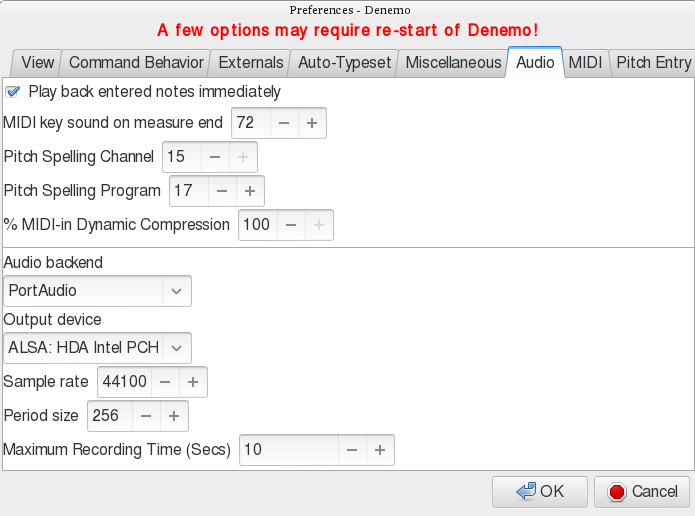 Preferences - Denemo
A few options may require re-start of Denemo!
View Command Behavior Externals Auto-Typeset Miscellaneous Audio MIDI Pitch Entry
Play back entered notes immediately
MIDI key sound on measure end 72 − +
Pitch Spelling Channel 15 − +
Pitch Spelling Program 17 − +
% MIDI-in Dynamic Compression 100 − +
Audio backend
PortAudio
Output device
ALSA: HDA Intel PCH
Sample rate 44100 − +
Period size 256 − +
Maximum Recording Time (Secs) 10 − +
OK Cancel